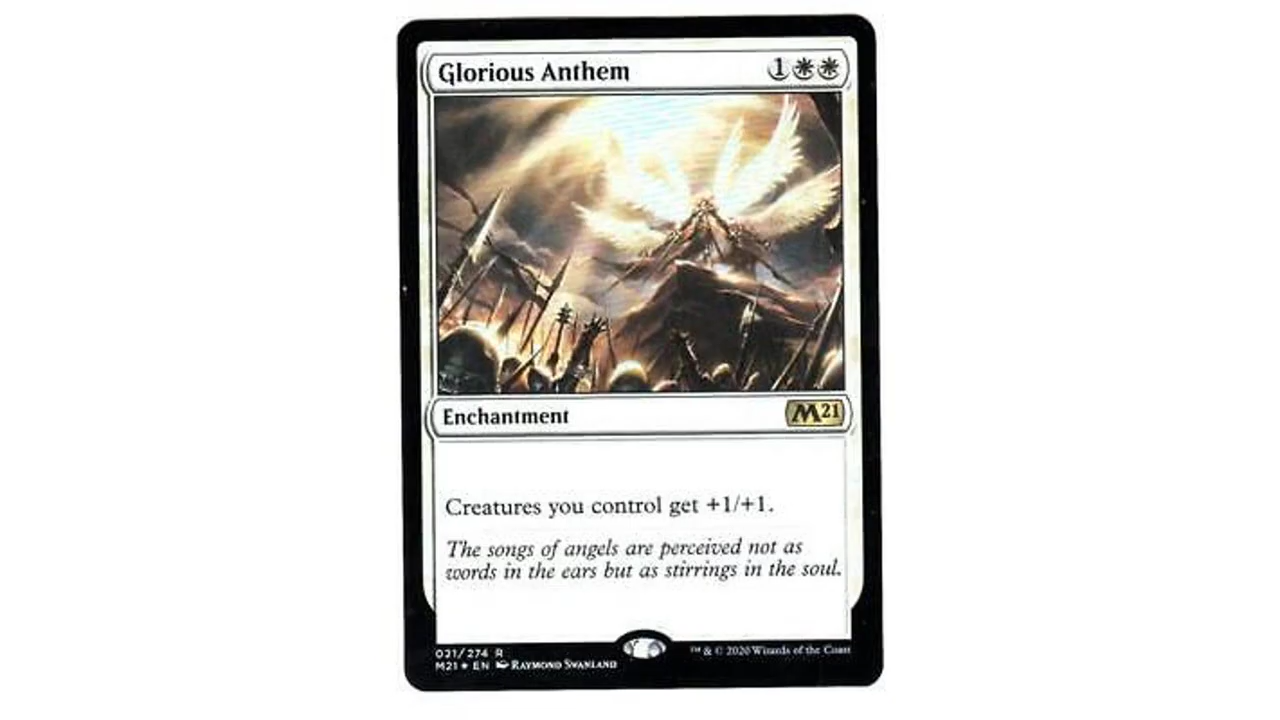 Glorious Anthem 1
Enchantment M21
Creatures you control get +1/+1.
The songs of angels are perceived not as
words in the ears but as stirrings in the soul.
021/274 R
M21 ★ EN Raymond Swanland
™ & © 2020 Wizards of the Coast